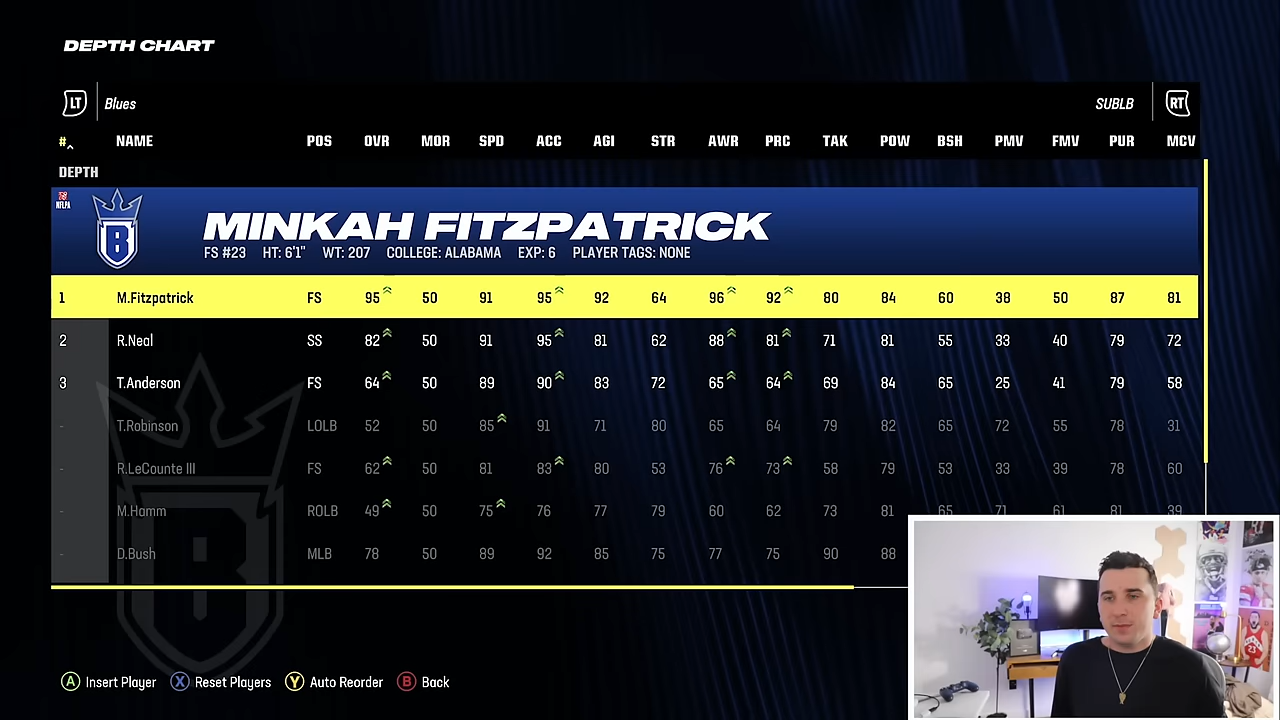 DEPTH CHART
LT Blues SUBLB RT
# NAME POS OVR MOR SPD ACC AGI STR AWR PRC TAK POW BSH PMV FMV PUR MCV
DEPTH
NFLPA
B
MINKAH FITZPATRICK
FS #23 HT: 6'1" WT: 207 COLLEGE: ALABAMA EXP: 6 PLAYER TAGS: NONE
1 M.Fitzpatrick FS 95 50 91 95 92 64 96 92 80 84 60 38 50 87 81
2 R.Neal SS 82 50 91 95 81 62 88 81 71 81 55 33 40 79 72
3 T.Anderson FS 64 50 89 90 83 72 65 64 69 84 65 25 41 79 58
- T.Robinson LOLB 52 50 85 91 71 80 65 64 79 82 65 72 55 78 31
- R.LeCounte III FS 62 50 81 83 80 53 76 73 58 79 53 33 39 78 60
- M.Hamm ROLB 49 50 75 76 77 79 60 62 73 81 65 71 61 81 39
- D.Bush MLB 78 50 89 92 85 75 77 75 90 88
B
A Insert Player X Reset Players Y Auto Reorder B Back